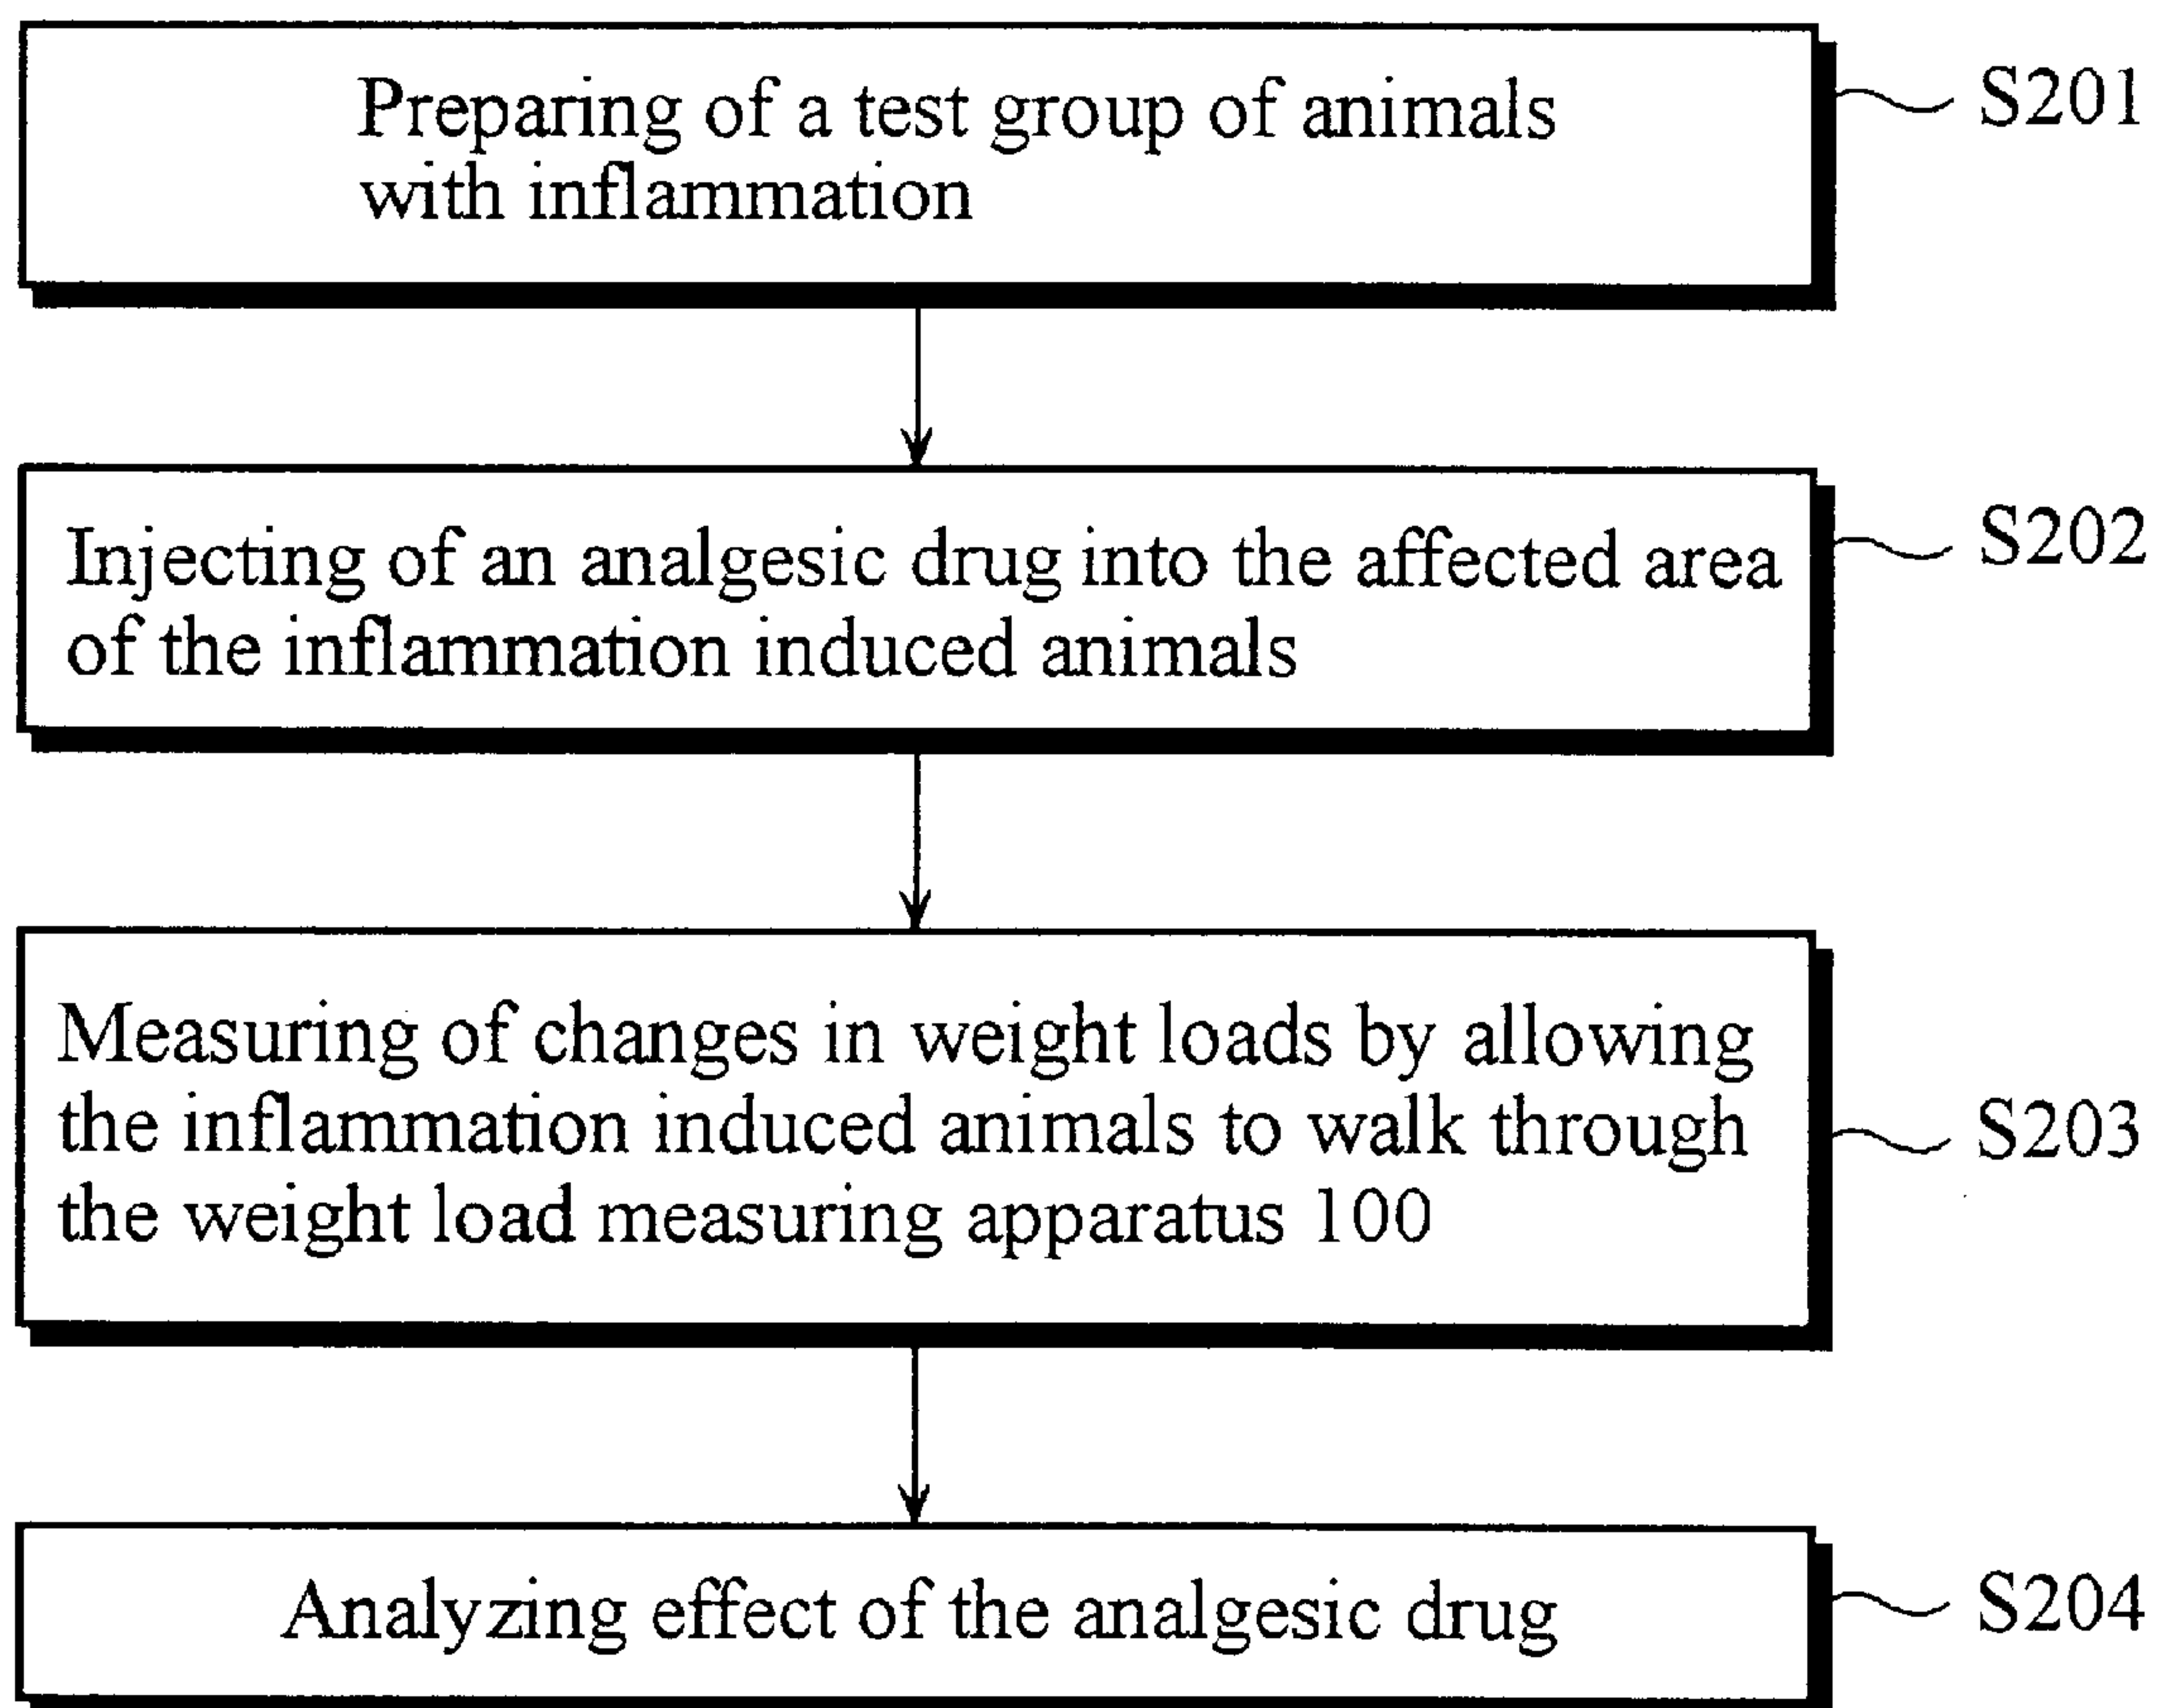 Preparing of a test group of animals
with inflammation
S201
Injecting of an analgesic drug into the affected area
of the inflammation induced animals
S202
Measuring of changes in weight loads by allowing
the inflammation induced animals to walk through
the weight load measuring apparatus 100
S203
Analyzing effect of the analgesic drug
S204